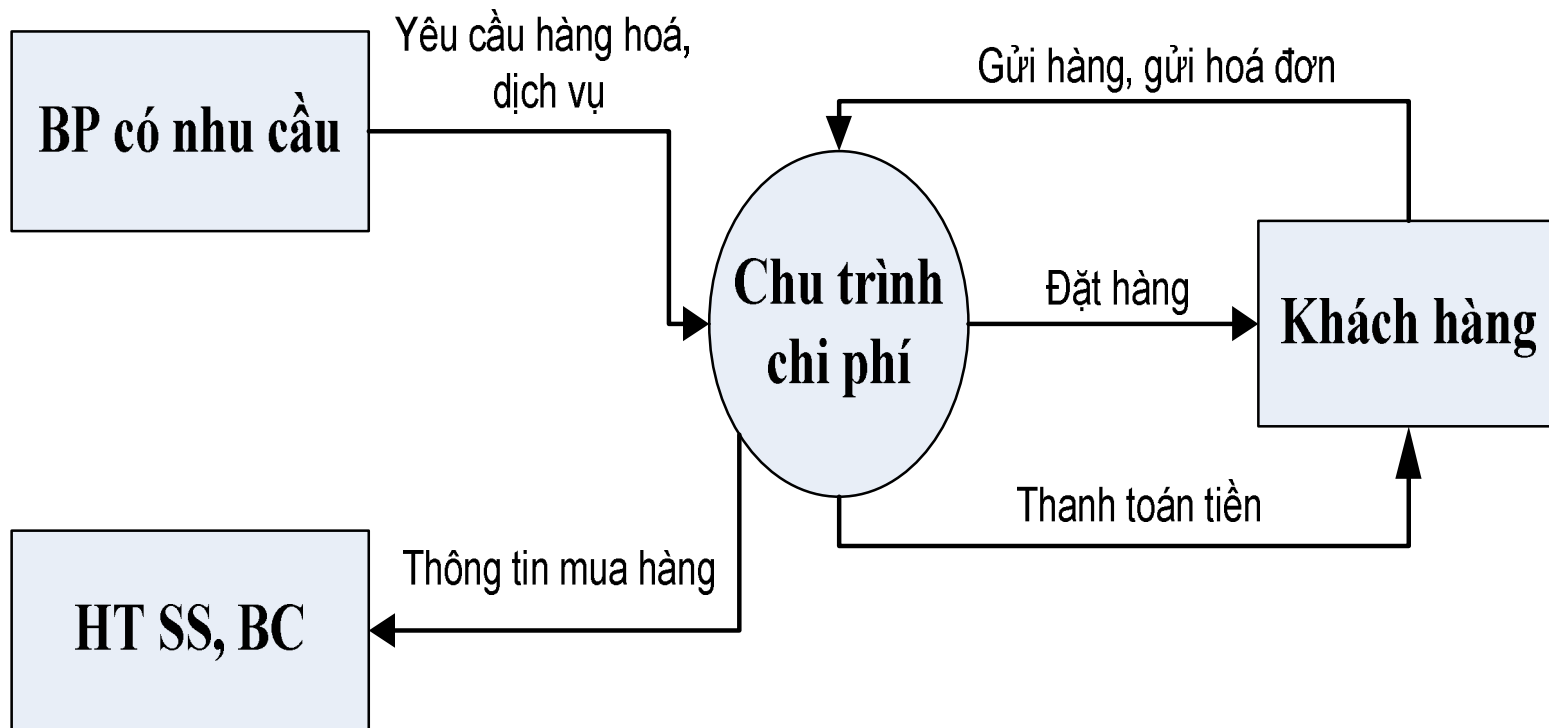 Yêu cầu hàng hoá,
dịch vụ
Gửi hàng, gửi hoá đơn
BP có nhu cầu
Chu trình
chi phí
Đặt hàng
Khách hàng
Thanh toán tiền
Thông tin mua hàng
HT SS, BC